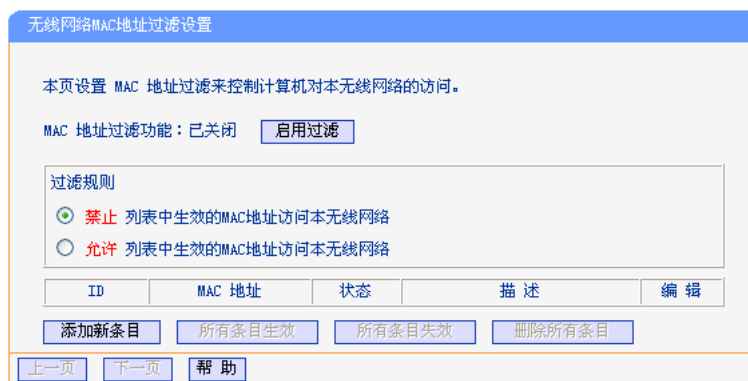 无线网络MAC地址过滤设置
本页设置 MAC 地址过滤来控制计算机对本无线网络的访问。
MAC 地址过滤功能：已关闭 启用过滤
过滤规则
禁止 列表中生效的MAC地址访问本无线网络
允许 列表中生效的MAC地址访问本无线网络
ID MAC 地址 状态 描 述 编 辑
添加新条目 所有条目生效 所有条目失效 删除所有条目
上一页 下一页 帮 助